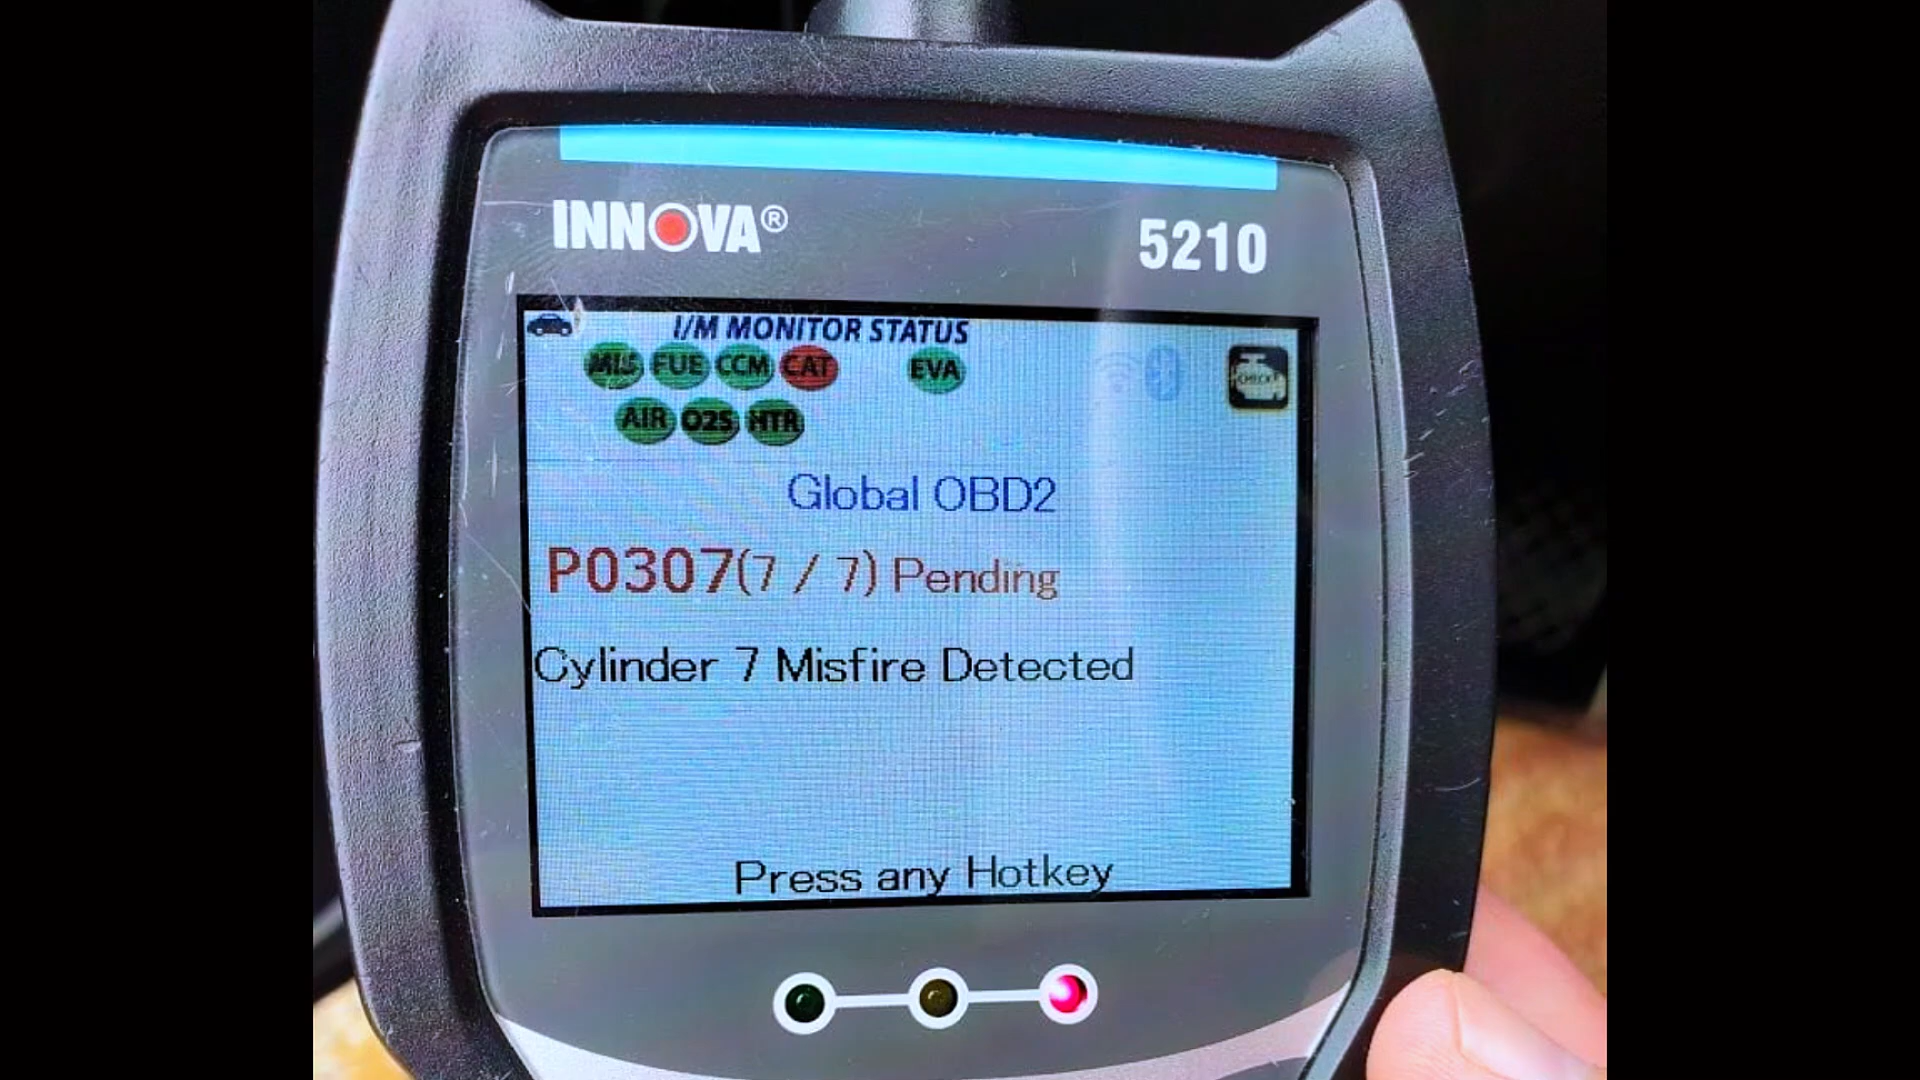 INNOVA® 5210
I/M MONITOR STATUS
MIS FUE CCM CAT EVA
CHECK
AIR O2S HTR
Global OBD2
P0307(7 / 7) Pending
Cylinder 7 Misfire Detected
Press any Hotkey